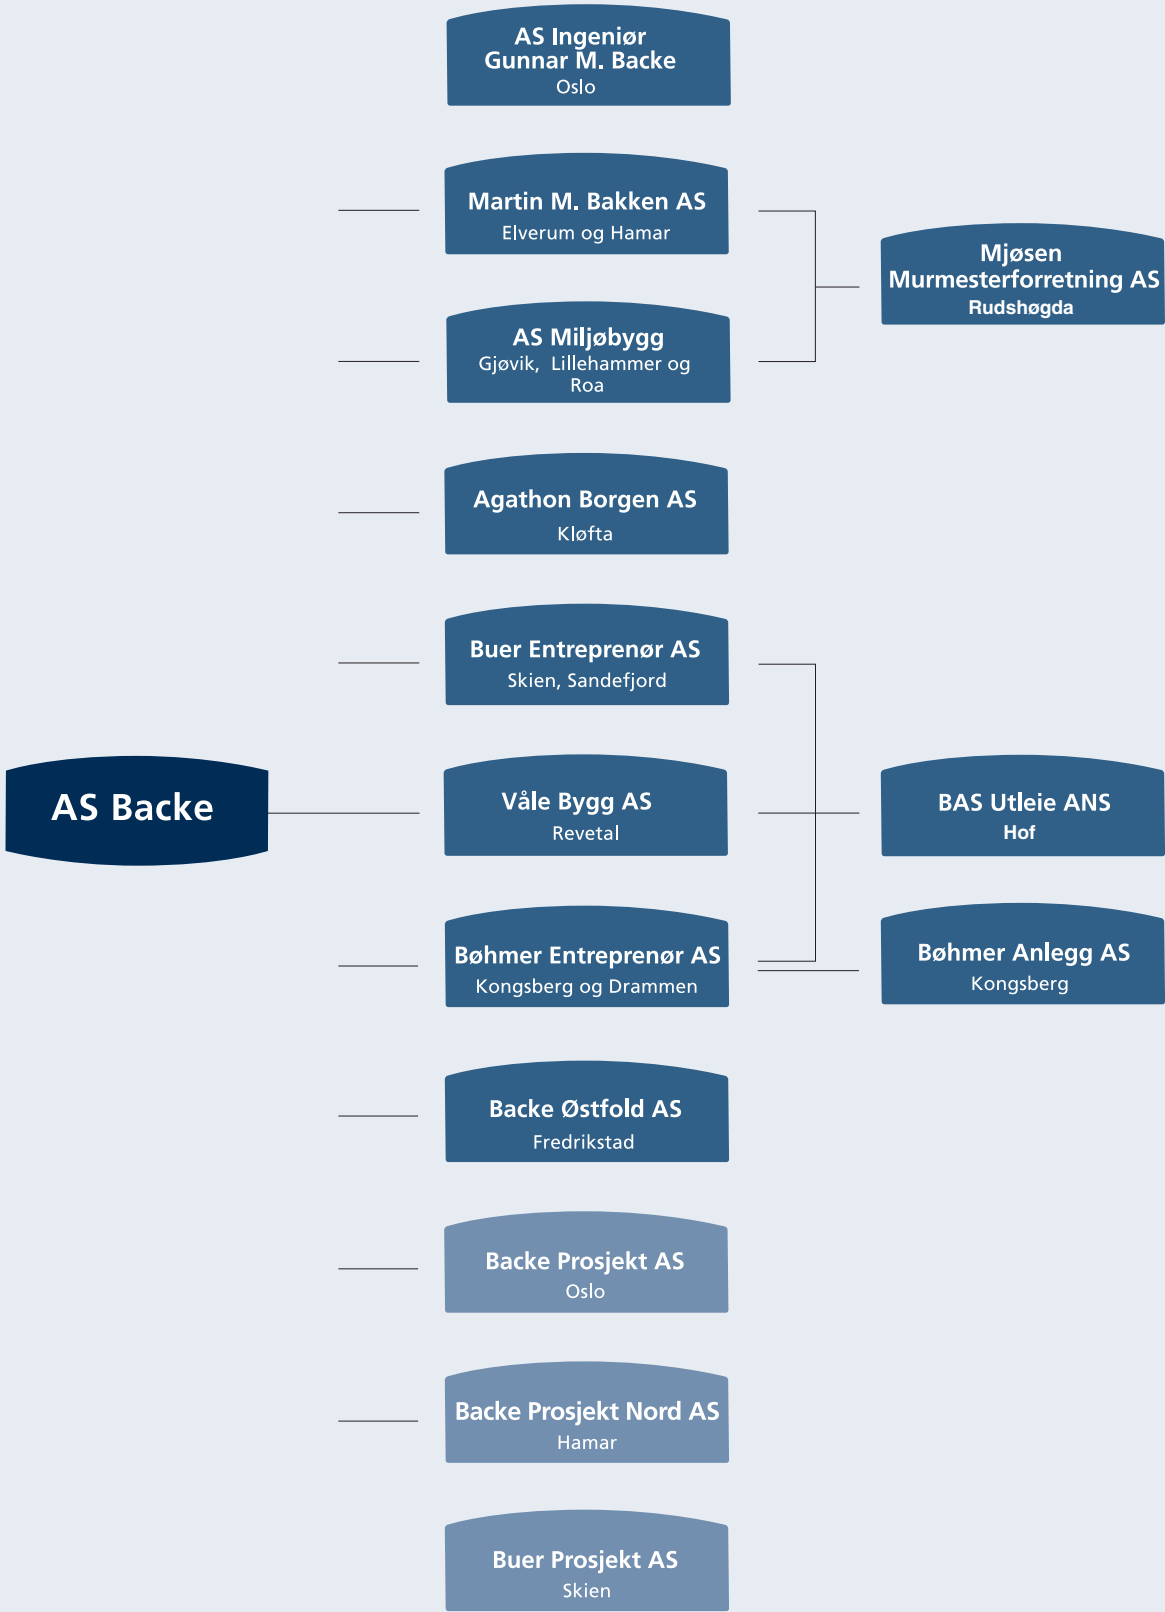 AS Ingeniør
Gunnar M. Backe
Oslo
Martin M. Bakken AS
Elverum og Hamar
Mjøsen
Murmesterforretning AS
Rudshøgda
AS Miljøbygg
Gjøvik, Lillehammer og
Roa
Agathon Borgen AS
Kløfta
Buer Entreprenør AS
Skien, Sandefjord
AS Backe
Våle Bygg AS
Revetal
BAS Utleie ANS
Hof
Bøhmer Entreprenør AS
Kongsberg og Drammen
Bøhmer Anlegg AS
Kongsberg
Backe Østfold AS
Fredrikstad
Backe Prosjekt AS
Oslo
Backe Prosjekt Nord AS
Hamar
Buer Prosjekt AS
Skien